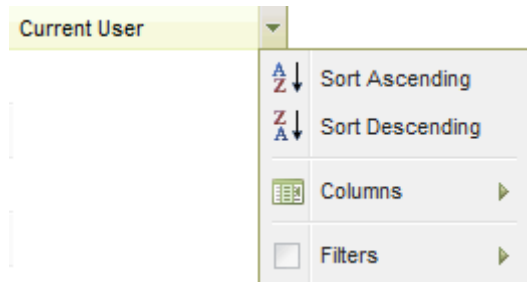 Current User
Sort Ascending
Sort Descending
Columns
Filters